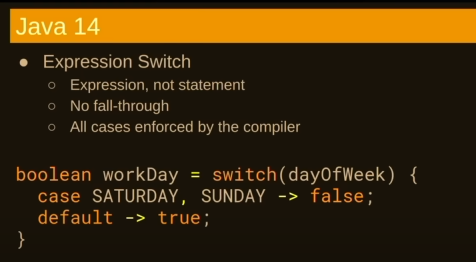 Java 14
● Expression Switch
○ Expression, not statement
○ No fall-through
○ All cases enforced by the compiler
boolean workDay = switch(dayOfWeek) {
  case SATURDAY, SUNDAY -> false;
  default -> true;
}